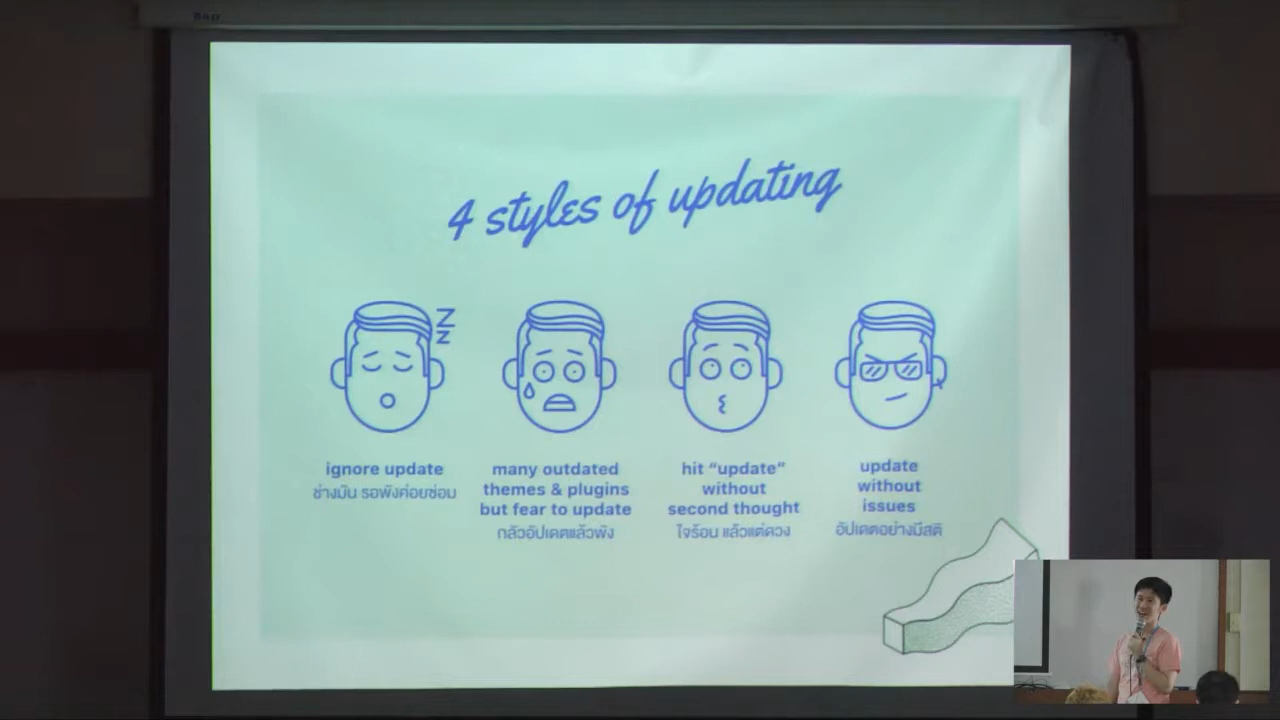 4 styles of updating
ignore update
ช่างมัน รอพังค่อยซ่อม
many outdated
themes & plugins
but fear to update
กลัวอัปเดตแล้วพัง
hit “update”
without
second thought
ใจร้อน แล้วแต่ดวง
update
without
issues
อัปเดตอย่างมีสติ